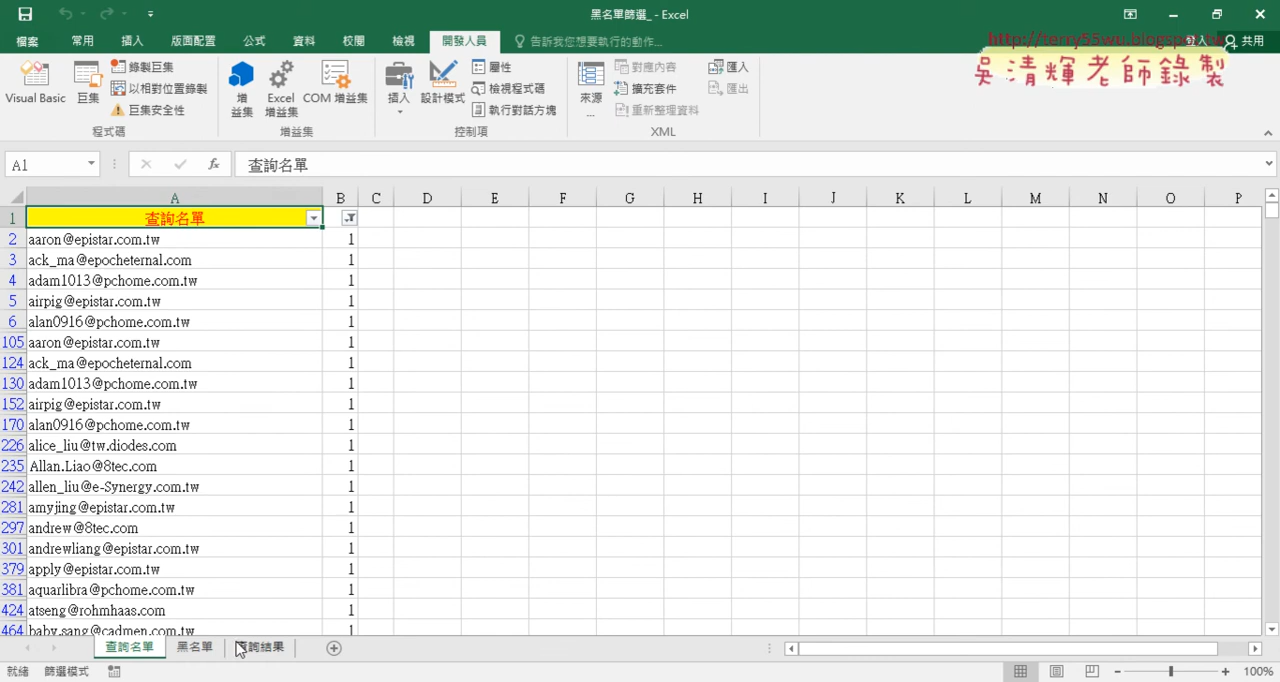 黑名單篩選_ - Excel
檔案 常用 插入 版面配置 公式 資料 校閱 檢視 開發人員 告訴我您想要執行的動作... 登入 共用
http://terry55wu.blogspot.tw
吳清輝老師錄製
Visual Basic 巨集 錄製巨集 以相對位置錄製 巨集安全性
程式碼
增益集 Excel 增益集 COM 增益集
增益集
插入 設計模式 屬性 檢視程式碼 執行對話方塊
控制項
來源... 對應內容 擴充套件 重新整理資料 匯入 匯出
XML
A1 fx 查詢名單
A B C D E F G H I J K L M N O P
1 查詢名單
2 aaron@epistar.com.tw 1
3 ack_ma@epocheternal.com 1
4 adam1013@pchome.com.tw 1
5 airpig@epistar.com.tw 1
6 alan0916@pchome.com.tw 1
105 aaron@epistar.com.tw 1
124 ack_ma@epocheternal.com 1
130 adam1013@pchome.com.tw 1
152 airpig@epistar.com.tw 1
170 alan0916@pchome.com.tw 1
226 alice_liu@tw.diodes.com 1
235 Allan.Liao@8tec.com 1
242 allen_liu@e-Synergy.com.tw 1
281 amyjing@epistar.com.tw 1
297 andrew@8tec.com 1
301 andrewliang@epistar.com.tw 1
379 apply@epistar.com.tw 1
381 aquarlibra@pchome.com.tw 1
424 atseng@rohmhaas.com 1
464 baby.sang@cadmen.com.tw 1
查詢名單 黑名單 查詢結果
就緒 篩選模式 100%